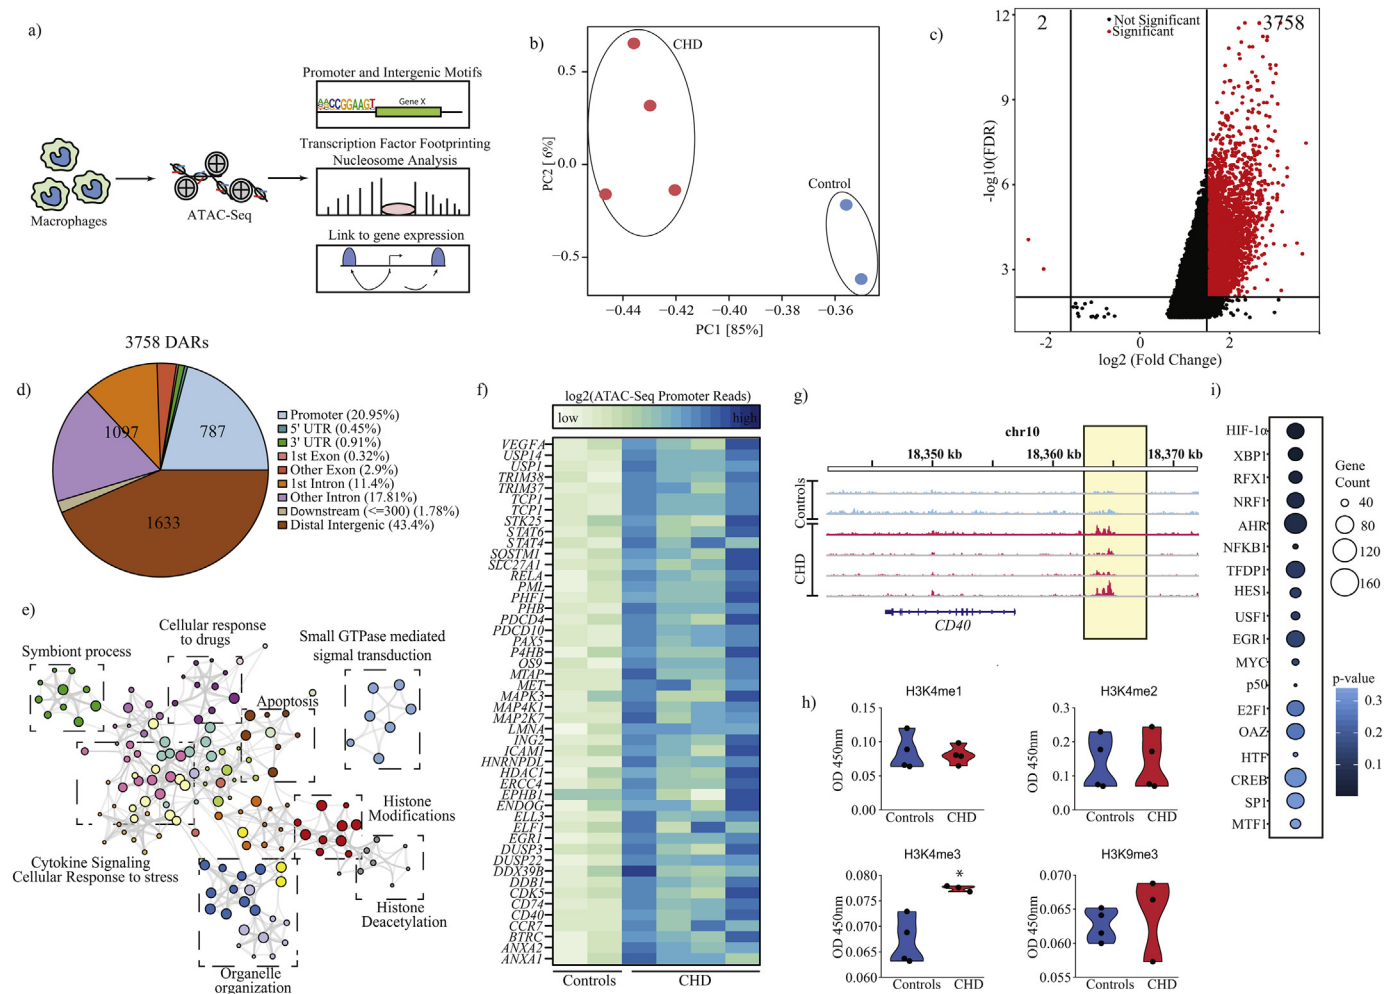 a)
Promoter and Intergenic Motifs
CCGGAAGT
Gene X
Transcription Factor Footprinting
Nucleosome Analysis
Macrophages
ATAC-Seq
Link to gene expression
b)
CHD
Control
0.5
0.0
−0.5
PC2 [ 6%]
−0.44
−0.42
−0.40
−0.38
−0.36
PC1 [85%]
c)
12
9
6
3
-log10(FDR)
2
Not Significant
Significant
3758
-2
0
2
log2 (Fold Change)
d)
3758 DARs
787
1097
1633
Promoter (20.95%)
5' UTR (0.45%)
3' UTR (0.91%)
1st Exon (0.32%)
Other Exon (2.9%)
1st Intron (11.4%)
Other Intron (17.81%)
Downstream (<=300) (1.78%)
Distal Intergenic (43.4%)
e)
Symbiont process
Cellular response
to drugs
Small GTPase mediated
sigmal transduction
Apoptosis
Histone
Modifications
Cytokine Signaling
Cellular Response to stress
Histone
Deacetylation
Organelle
organization
f)
log2(ATAC-Seq Promoter Reads)
low
high
VEGFA
USP14
USP1
TRIM38
TRIM37
TCP1
TCP1
STK25
STAT6
STAT4
SQSTM1
SLC27A1
RELA
PML
PHF1
PHB
PDCD4
PDCD10
PAX5
P4HB
OS9
MTAP
MET
MAPK3
MAP4K1
MAP2K7
LMNA
ING2
ICAM1
HNRNPDL
HDAC1
ERCC4
EPHB1
ENDOG
ELL3
ELF1
EGR1
DUSP3
DUSP22
DDX39B
DDB1
CDK5
CD74
CD40
CCR7
BTRC
ANXA2
ANXA1
Controls
CHD
g)
chr10
18,350 kb
18,360 kb
18,370 kb
Controls
CHD
CD40
h)
H3K4me1
OD 450nm
0.15
0.10
0.05
0.00
Controls
CHD
H3K4me2
OD 450nm
0.3
0.2
0.1
0.0
Controls
CHD
H3K4me3
OD 450nm
0.080
0.075
0.070
0.065
0.060
*
Controls
CHD
H3K9me3
OD 450nm
0.070
0.065
0.060
0.055
Controls
CHD
i)
HIF-1α
XBP1
RFX1
NRF1
AHR
NFKB1
TFDP1
HES1
USF1
EGR1
MYC
p50
E2F1
OAZ
HTF
CREB
SP1
MTF1
Gene
Count
40
80
120
160
p-value
0.3
0.2
0.1